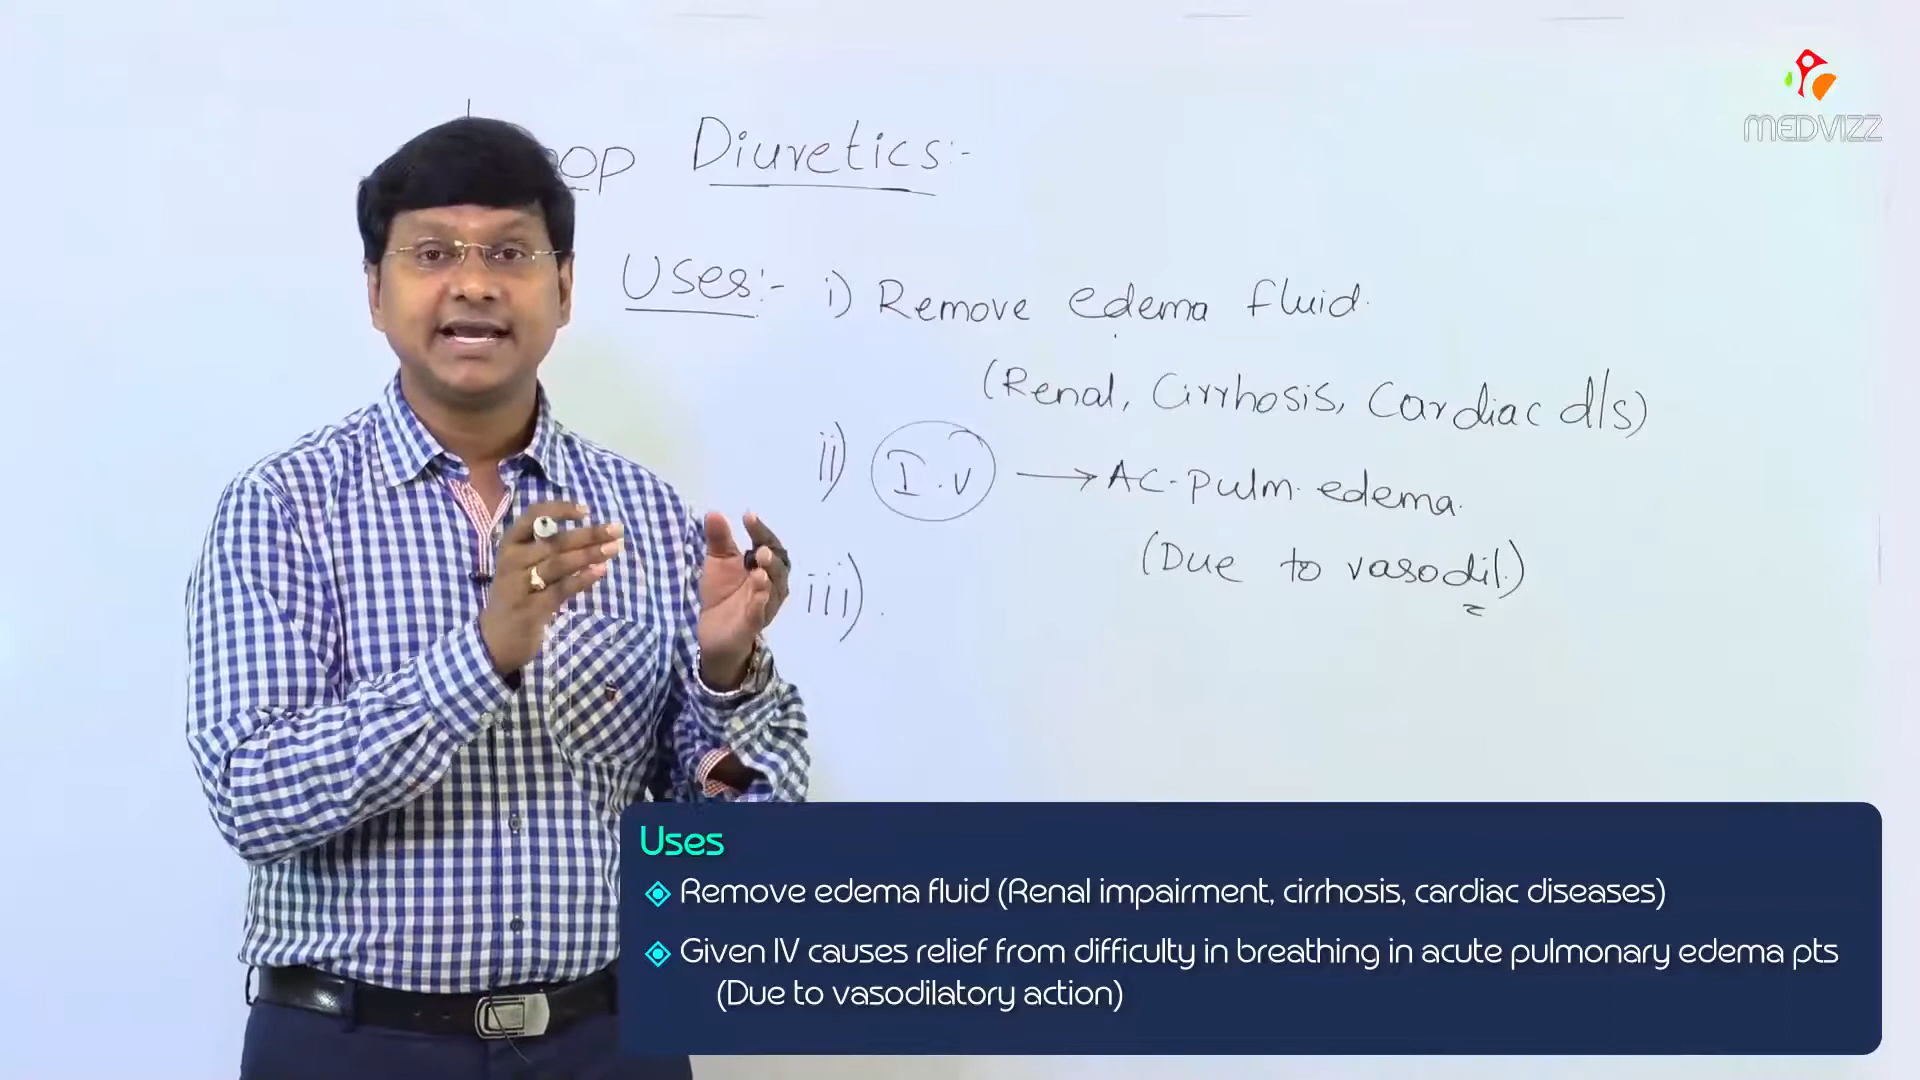 MEDVIZZ
Loop Diuretics:-
Uses:- i) Remove edema fluid.
(Renal, Cirrhosis, Cardiac d/s)
ii) I.V → AC. Pulm. edema.
(Due to vasodil.)
iii).
Uses
Remove edema fluid (Renal impairment, cirrhosis, cardiac diseases)
Given IV causes relief from difficulty in breathing in acute pulmonary edema pts
(Due to vasodilatory action)